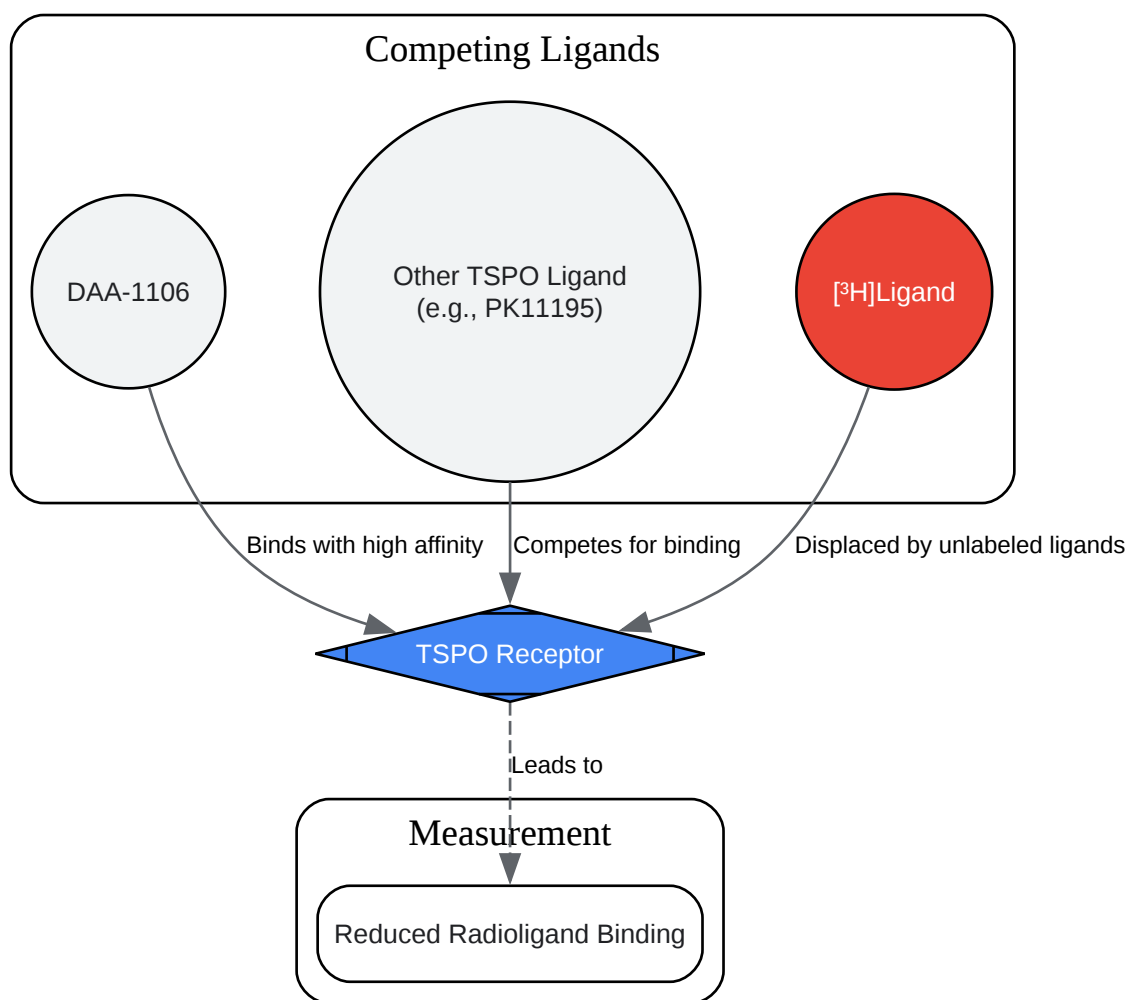 Competing Ligands
DAA-1106
Other TSPO Ligand
(e.g., PK11195)
[³H]Ligand
Binds with high affinity
Competes for binding
Displaced by unlabeled ligands
TSPO Receptor
Leads to
Measurement
Reduced Radioligand Binding